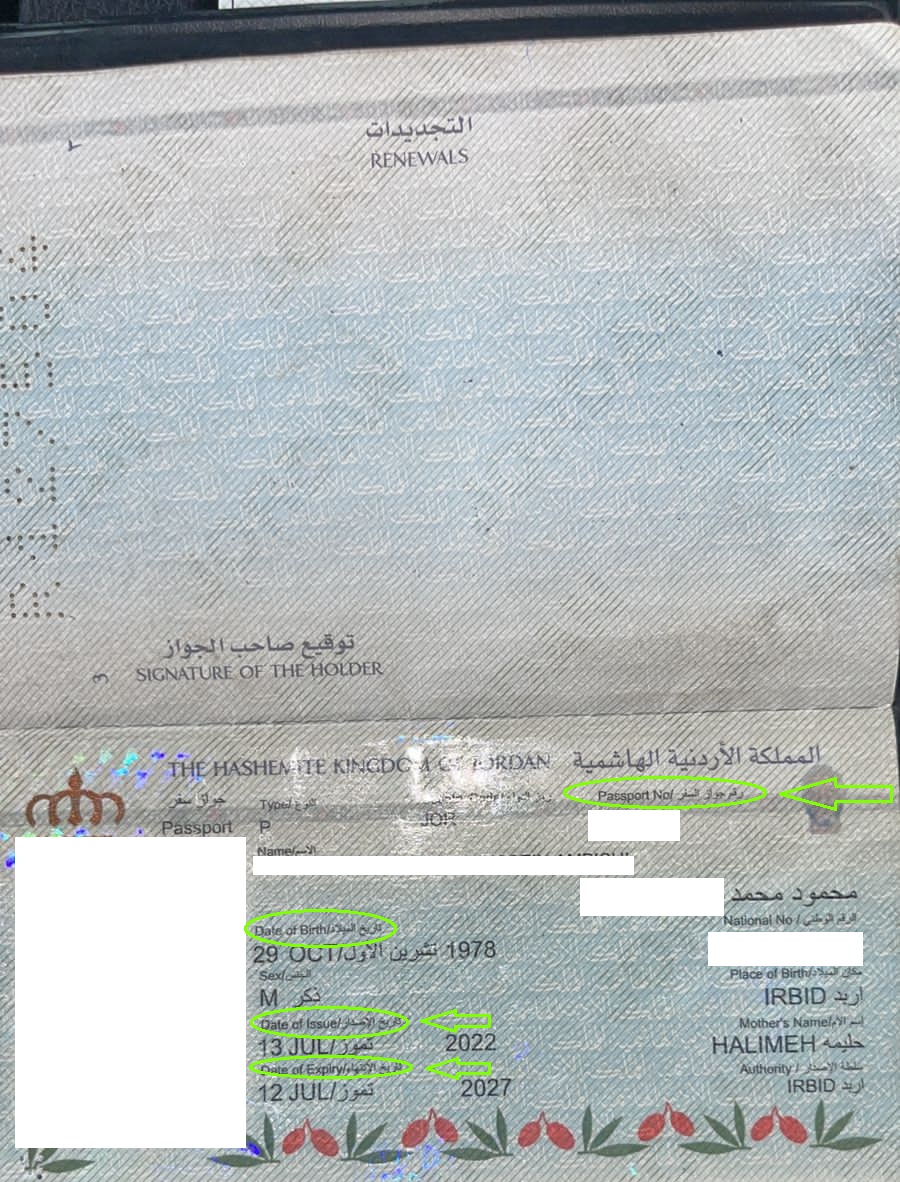 التجديدات
RENEWALS
توقيع صاحب الجواز
SIGNATURE OF THE HOLDER
3
THE HASHEMITE KINGDOM OF JORDAN المملكة الأردنية الهاشمية
جواز سفر Type/النوع Passport No/رقم جواز السفر
Passport P JOR
Name/الاسم
محمود محمد
Date of Birth/تاريخ الميلاد National No / الرقم الوطني
29 OCT/تشرين الأول 1978
Sex/الجنس Place of Birth/مكان الميلاد
M ذكر IRBID اربد
Date of Issue/تاريخ الإصدار Mother's Name/إسم الأم
13 JUL/تموز 2022 HALIMEH حليمه
Date of Expiry/تاريخ الإنتهاء Authority / سلطة الاصدار
12 JUL/تموز 2027 IRBID اربد